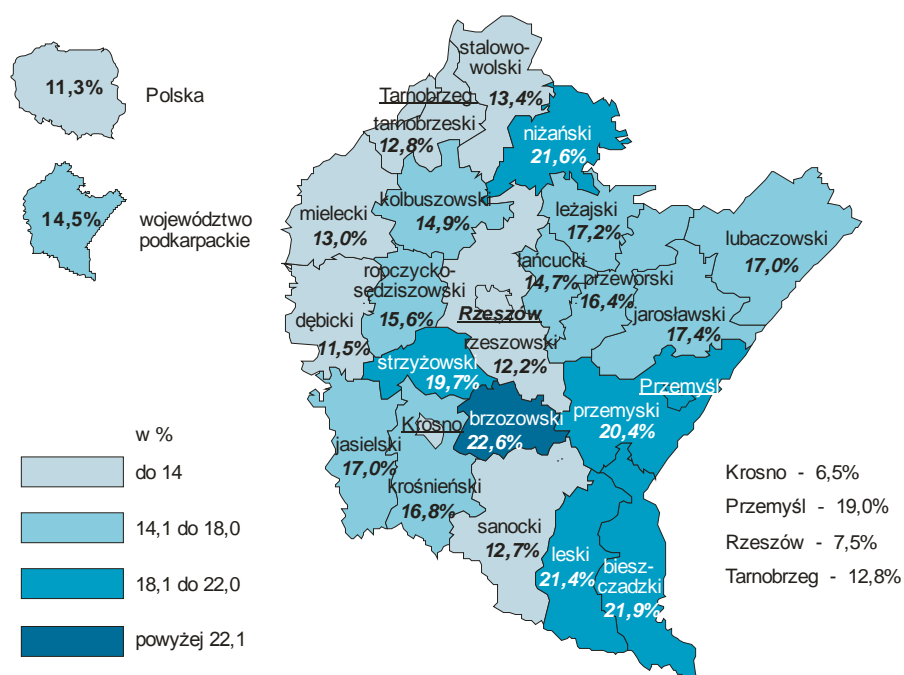 11,3%
Polska
14,5%
województwo
podkarpackie
stalowo-
wolski
13,4%
Tarnobrzeg
tarnobrzeski
12,8%
niżański
21,6%
kolbuszowski
14,9%
mielecki
13,0%
leżajski
17,2%
lubaczowski
17,0%
łańcucki
14,7%
przeworski
16,4%
ropczycko-
sędziszowski
15,6%
jarosławski
17,4%
dębicki
11,5%
Rzeszów
rzeszowski
12,2%
strzyżowski
19,7%
Przemyśl
przemyski
20,4%
brzozowski
22,6%
Krosno
jasielski
17,0%
krośnieński
16,8%
sanocki
12,7%
leski
21,4%
biesz-
czadzki
21,9%
w %
do 14
14,1 do 18,0
18,1 do 22,0
powyżej 22,1
Krosno - 6,5%
Przemyśl - 19,0%
Rzeszów - 7,5%
Tarnobrzeg - 12,8%